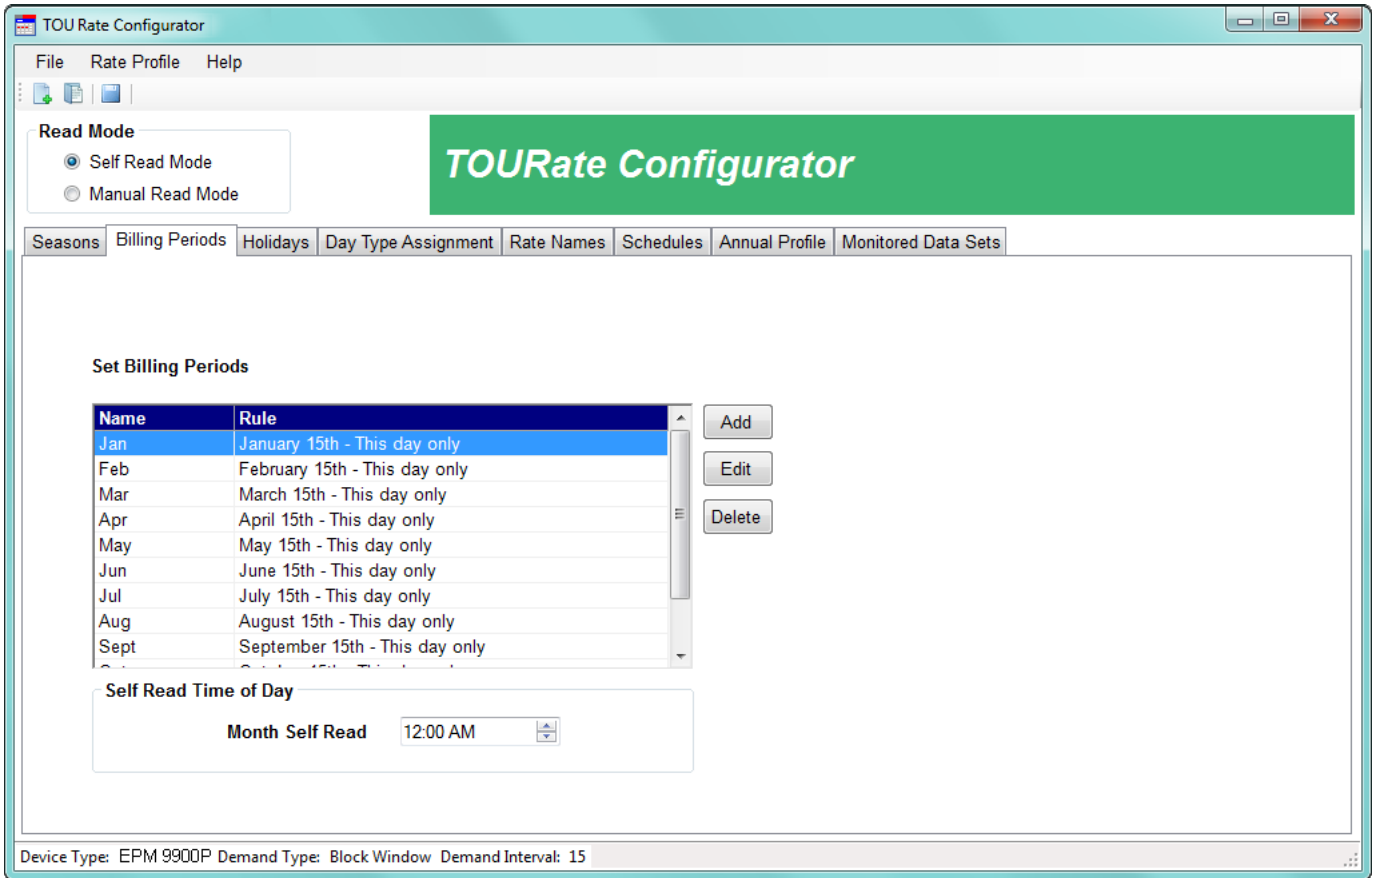 TOU Rate Configurator
File Rate Profile Help
Read Mode
Self Read Mode
Manual Read Mode
TOURate Configurator
Seasons Billing Periods Holidays Day Type Assignment Rate Names Schedules Annual Profile Monitored Data Sets
Set Billing Periods
Name Rule
Jan January 15th - This day only
Feb February 15th - This day only
Mar March 15th - This day only
Apr April 15th - This day only
May May 15th - This day only
Jun June 15th - This day only
Jul July 15th - This day only
Aug August 15th - This day only
Sept September 15th - This day only
Add
Edit
Delete
Self Read Time of Day
Month Self Read 12:00 AM
Device Type: EPM 9900P Demand Type: Block Window Demand Interval: 15